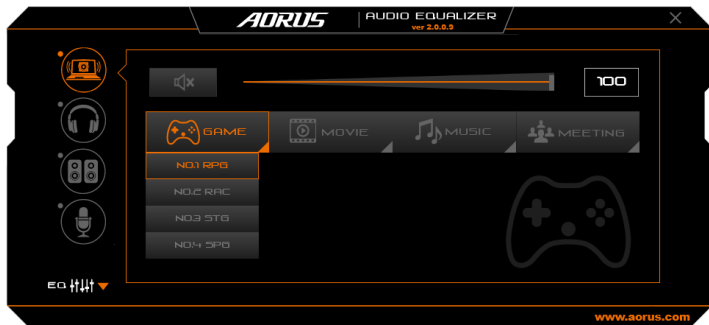 AORUS
AUDIO EQUALIZER
ver 2.0.0.9
100
GAME
MOVIE
MUSIC
MEETING
NO.1 RPG
NO.2 RAC
NO.3 STG
NO.4 SPG
EQ
www.aorus.com